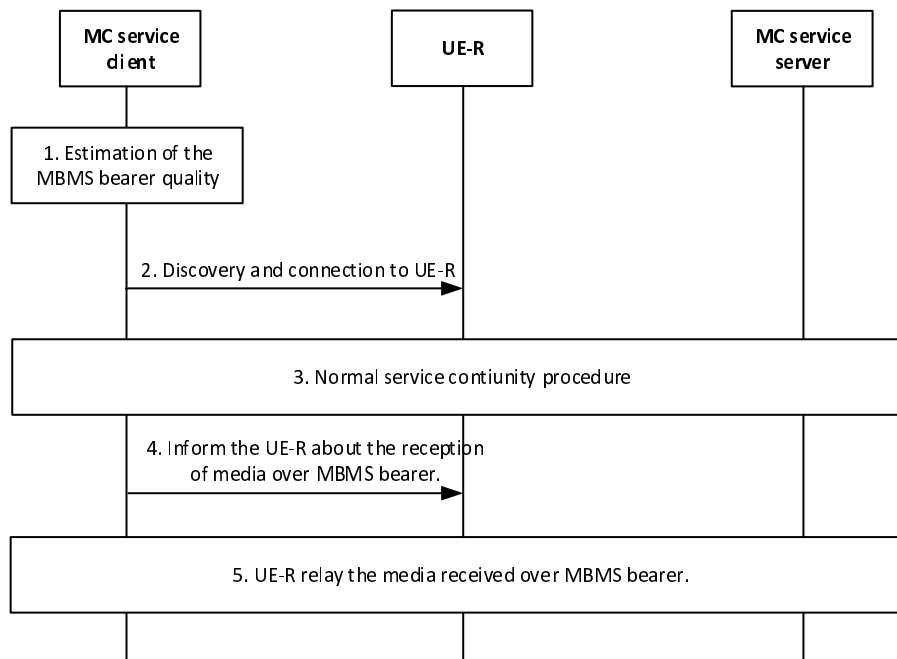 MC service
client
UE-R
MC service
server
1. Estimation of the
MBMS bearer quality
2. Discovery and connection to UE-R
3. Normal service contiunity procedure
4. Inform the UE-R about the reception
of media over MBMS bearer.
5. UE-R relay the media received over MBMS bearer.